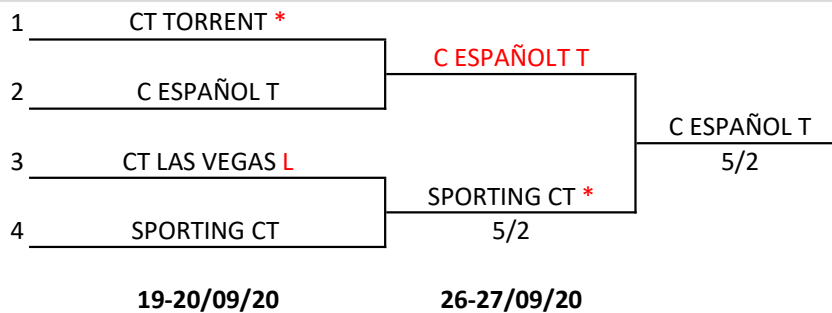 1 CT TORRENT *
C ESPAÑOLT T
2 C ESPAÑOL T
C ESPAÑOL T
5/2
3 CT LAS VEGAS L
SPORTING CT *
5/2
4 SPORTING CT
19-20/09/20 26-27/09/20